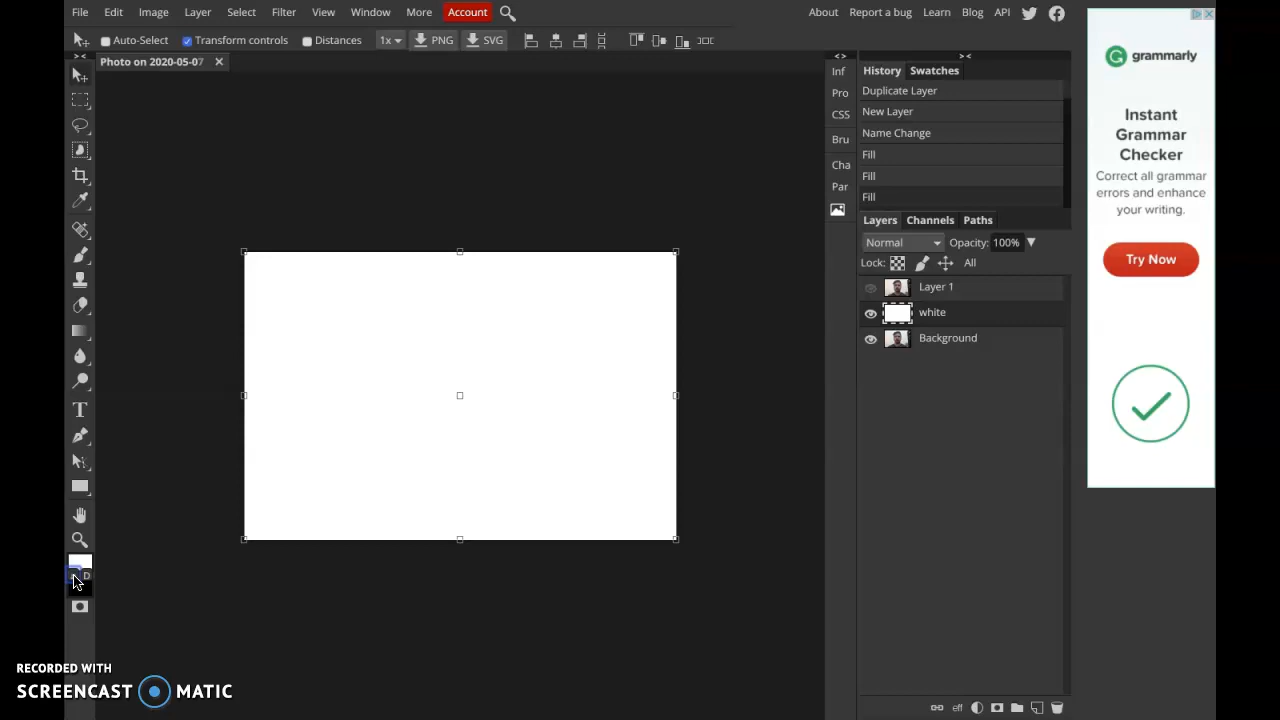 File Edit Image Layer Select Filter View Window More Account About Report a bug Learn Blog API
Auto-Select Transform controls Distances 1x PNG SVG
Photo on 2020-05-07
Inf
Pro
CSS
Bru
Cha
Par
History Swatches
Duplicate Layer
New Layer
Name Change
Fill
Fill
Fill
Layers Channels Paths
Normal Opacity: 100%
Lock: All
Layer 1
white
Background
eff
T
D
grammarly
Instant
Grammar
Checker
Correct all grammar
errors and enhance
your writing.
Try Now
RECORDED WITH
SCREENCAST MATIC